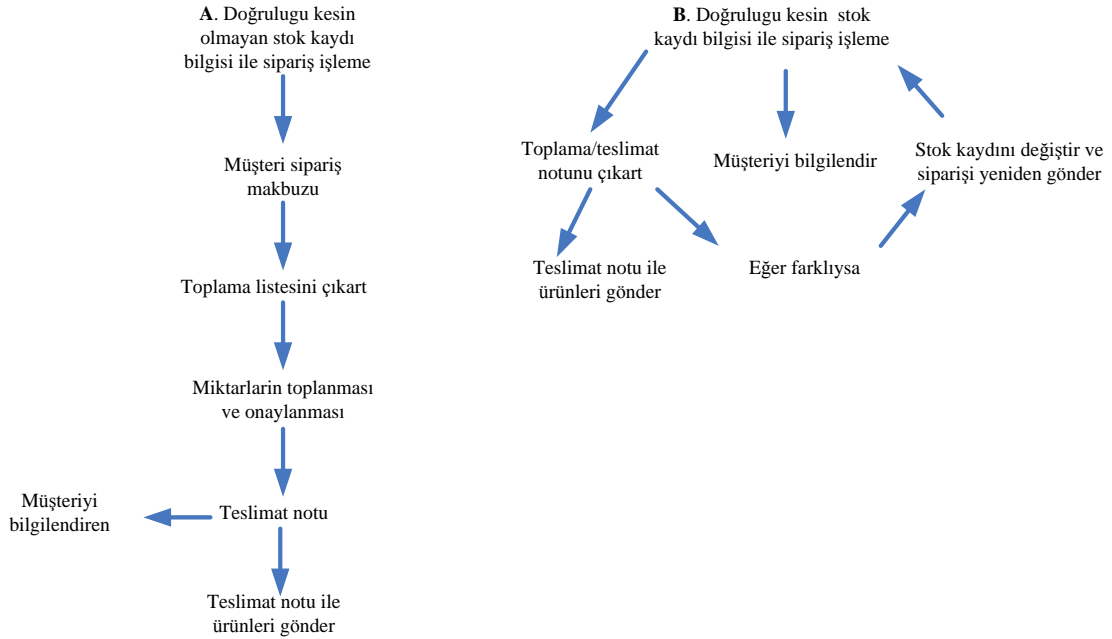 A. Doğrulugu kesin
olmayan stok kaydı
bilgisi ile sipariş işleme
Müşteri sipariş
makbuzu
Toplama listesini çıkart
Miktarlarin toplanması
ve onaylanması
Müşteriyi
bilgilendiren
Teslimat notu
Teslimat notu ile
ürünleri gönder
B. Doğrulugu kesin  stok
kaydı bilgisi ile sipariş işleme
Toplama/teslimat
notunu çıkart
Müşteriyi bilgilendir
Stok kaydını değiştir ve
siparişi yeniden gönder
Teslimat notu ile
ürünleri gönder
Eğer farklıysa